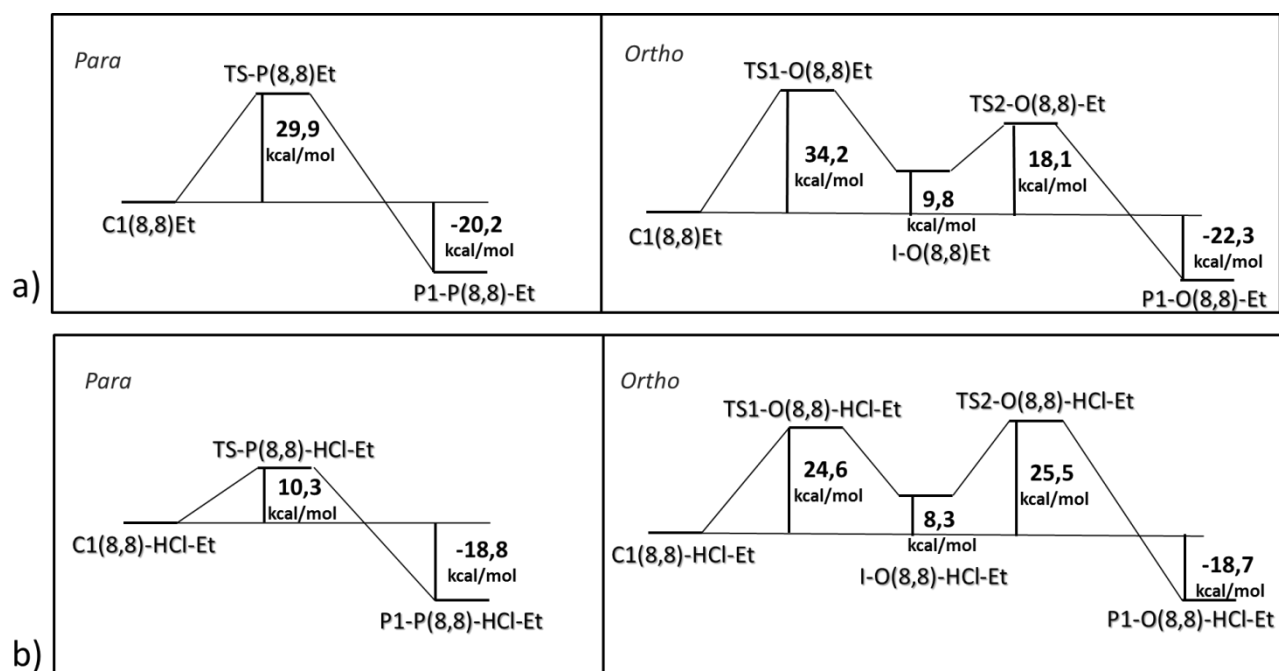 a)
Para
TS-P(8,8)Et
29,9
kcal/mol
C1(8,8)Et
-20,2
kcal/mol
P1-P(8,8)-Et
Ortho
TS1-O(8,8)Et
TS2-O(8,8)-Et
34,2
kcal/mol
18,1
kcal/mol
9,8
kcal/mol
C1(8,8)Et
I-O(8,8)Et
-22,3
kcal/mol
P1-O(8,8)-Et
b)
Para
TS-P(8,8)-HCl-Et
10,3
kcal/mol
C1(8,8)-HCl-Et
-18,8
kcal/mol
P1-P(8,8)-HCl-Et
Ortho
TS1-O(8,8)-HCl-Et
TS2-O(8,8)-HCl-Et
24,6
kcal/mol
25,5
kcal/mol
8,3
kcal/mol
C1(8,8)-HCl-Et
I-O(8,8)-HCl-Et
-18,7
kcal/mol
P1-O(8,8)-HCl-Et